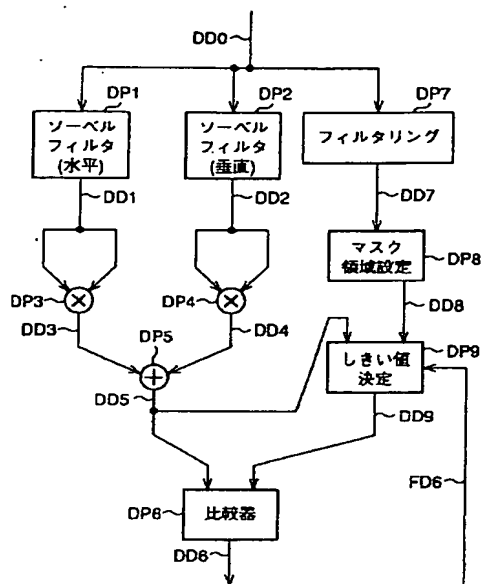 DD0
DP1
DP2
DP7
ソーベル
フィルタ
(水平)
ソーベル
フィルタ
(垂直)
フィルタリング
DD1
DD2
DD7
マスク
領域設定
DP8
DP3
DP4
DD8
DD3
DD4
DP5
DP9
しきい値
決定
DD5
DD9
FD6
DP6
比較器
DD6